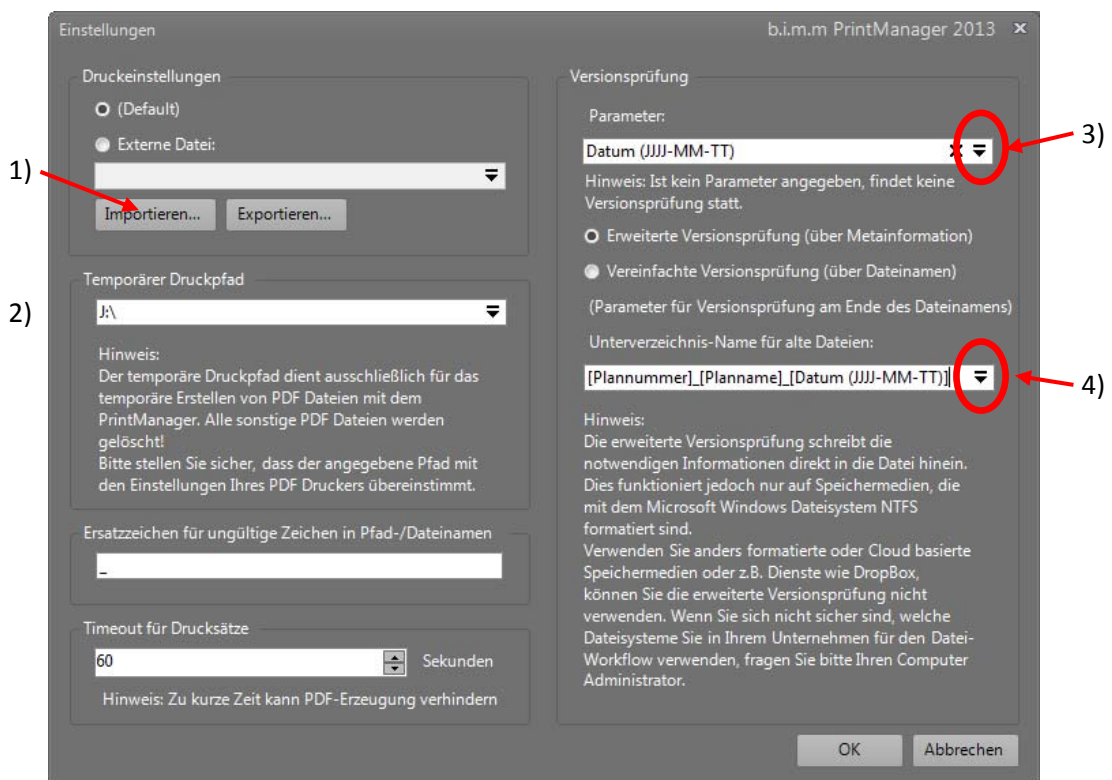 Einstellungen
b.i.m.m PrintManager 2013 ×
Druckeinstellungen
(Default)
Externe Datei:
1)
Importieren...
Exportieren...
Temporärer Druckpfad
2)
J:\
Hinweis:
Der temporäre Druckpfad dient ausschließlich für das
temporäre Erstellen von PDF Dateien mit dem
PrintManager. Alle sonstige PDF Dateien werden
gelöscht!
Bitte stellen Sie sicher, dass der angegebene Pfad mit
den Einstellungen Ihres PDF Druckers übereinstimmt.
Ersatzzeichen für ungültige Zeichen in Pfad-/Dateinamen
_
Timeout für Drucksätze
60
Sekunden
Hinweis: Zu kurze Zeit kann PDF-Erzeugung verhindern
Versionsprüfung
Parameter:
3)
Datum (JJJJ-MM-TT)
Hinweis: Ist kein Parameter angegeben, findet keine
Versionsprüfung statt.
Erweiterte Versionsprüfung (über Metainformation)
Vereinfachte Versionsprüfung (über Dateinamen)
(Parameter für Versionsprüfung am Ende des Dateinamens)
Unterverzeichnis-Name für alte Dateien:
[Plannummer]_[Planname]_[Datum (JJJJ-MM-TT)]
4)
Hinweis:
Die erweiterte Versionsprüfung schreibt die
notwendigen Informationen direkt in die Datei hinein.
Dies funktioniert jedoch nur auf Speichermedien, die
mit dem Microsoft Windows Dateisystem NTFS
formatiert sind.
Verwenden Sie anders formatierte oder Cloud basierte
Speichermedien oder z.B. Dienste wie DropBox,
können Sie die erweiterte Versionsprüfung nicht
verwenden. Wenn Sie sich nicht sicher sind, welche
Dateisysteme Sie in Ihrem Unternehmen für den Datei-
Workflow verwenden, fragen Sie bitte Ihren Computer
Administrator.
OK
Abbrechen